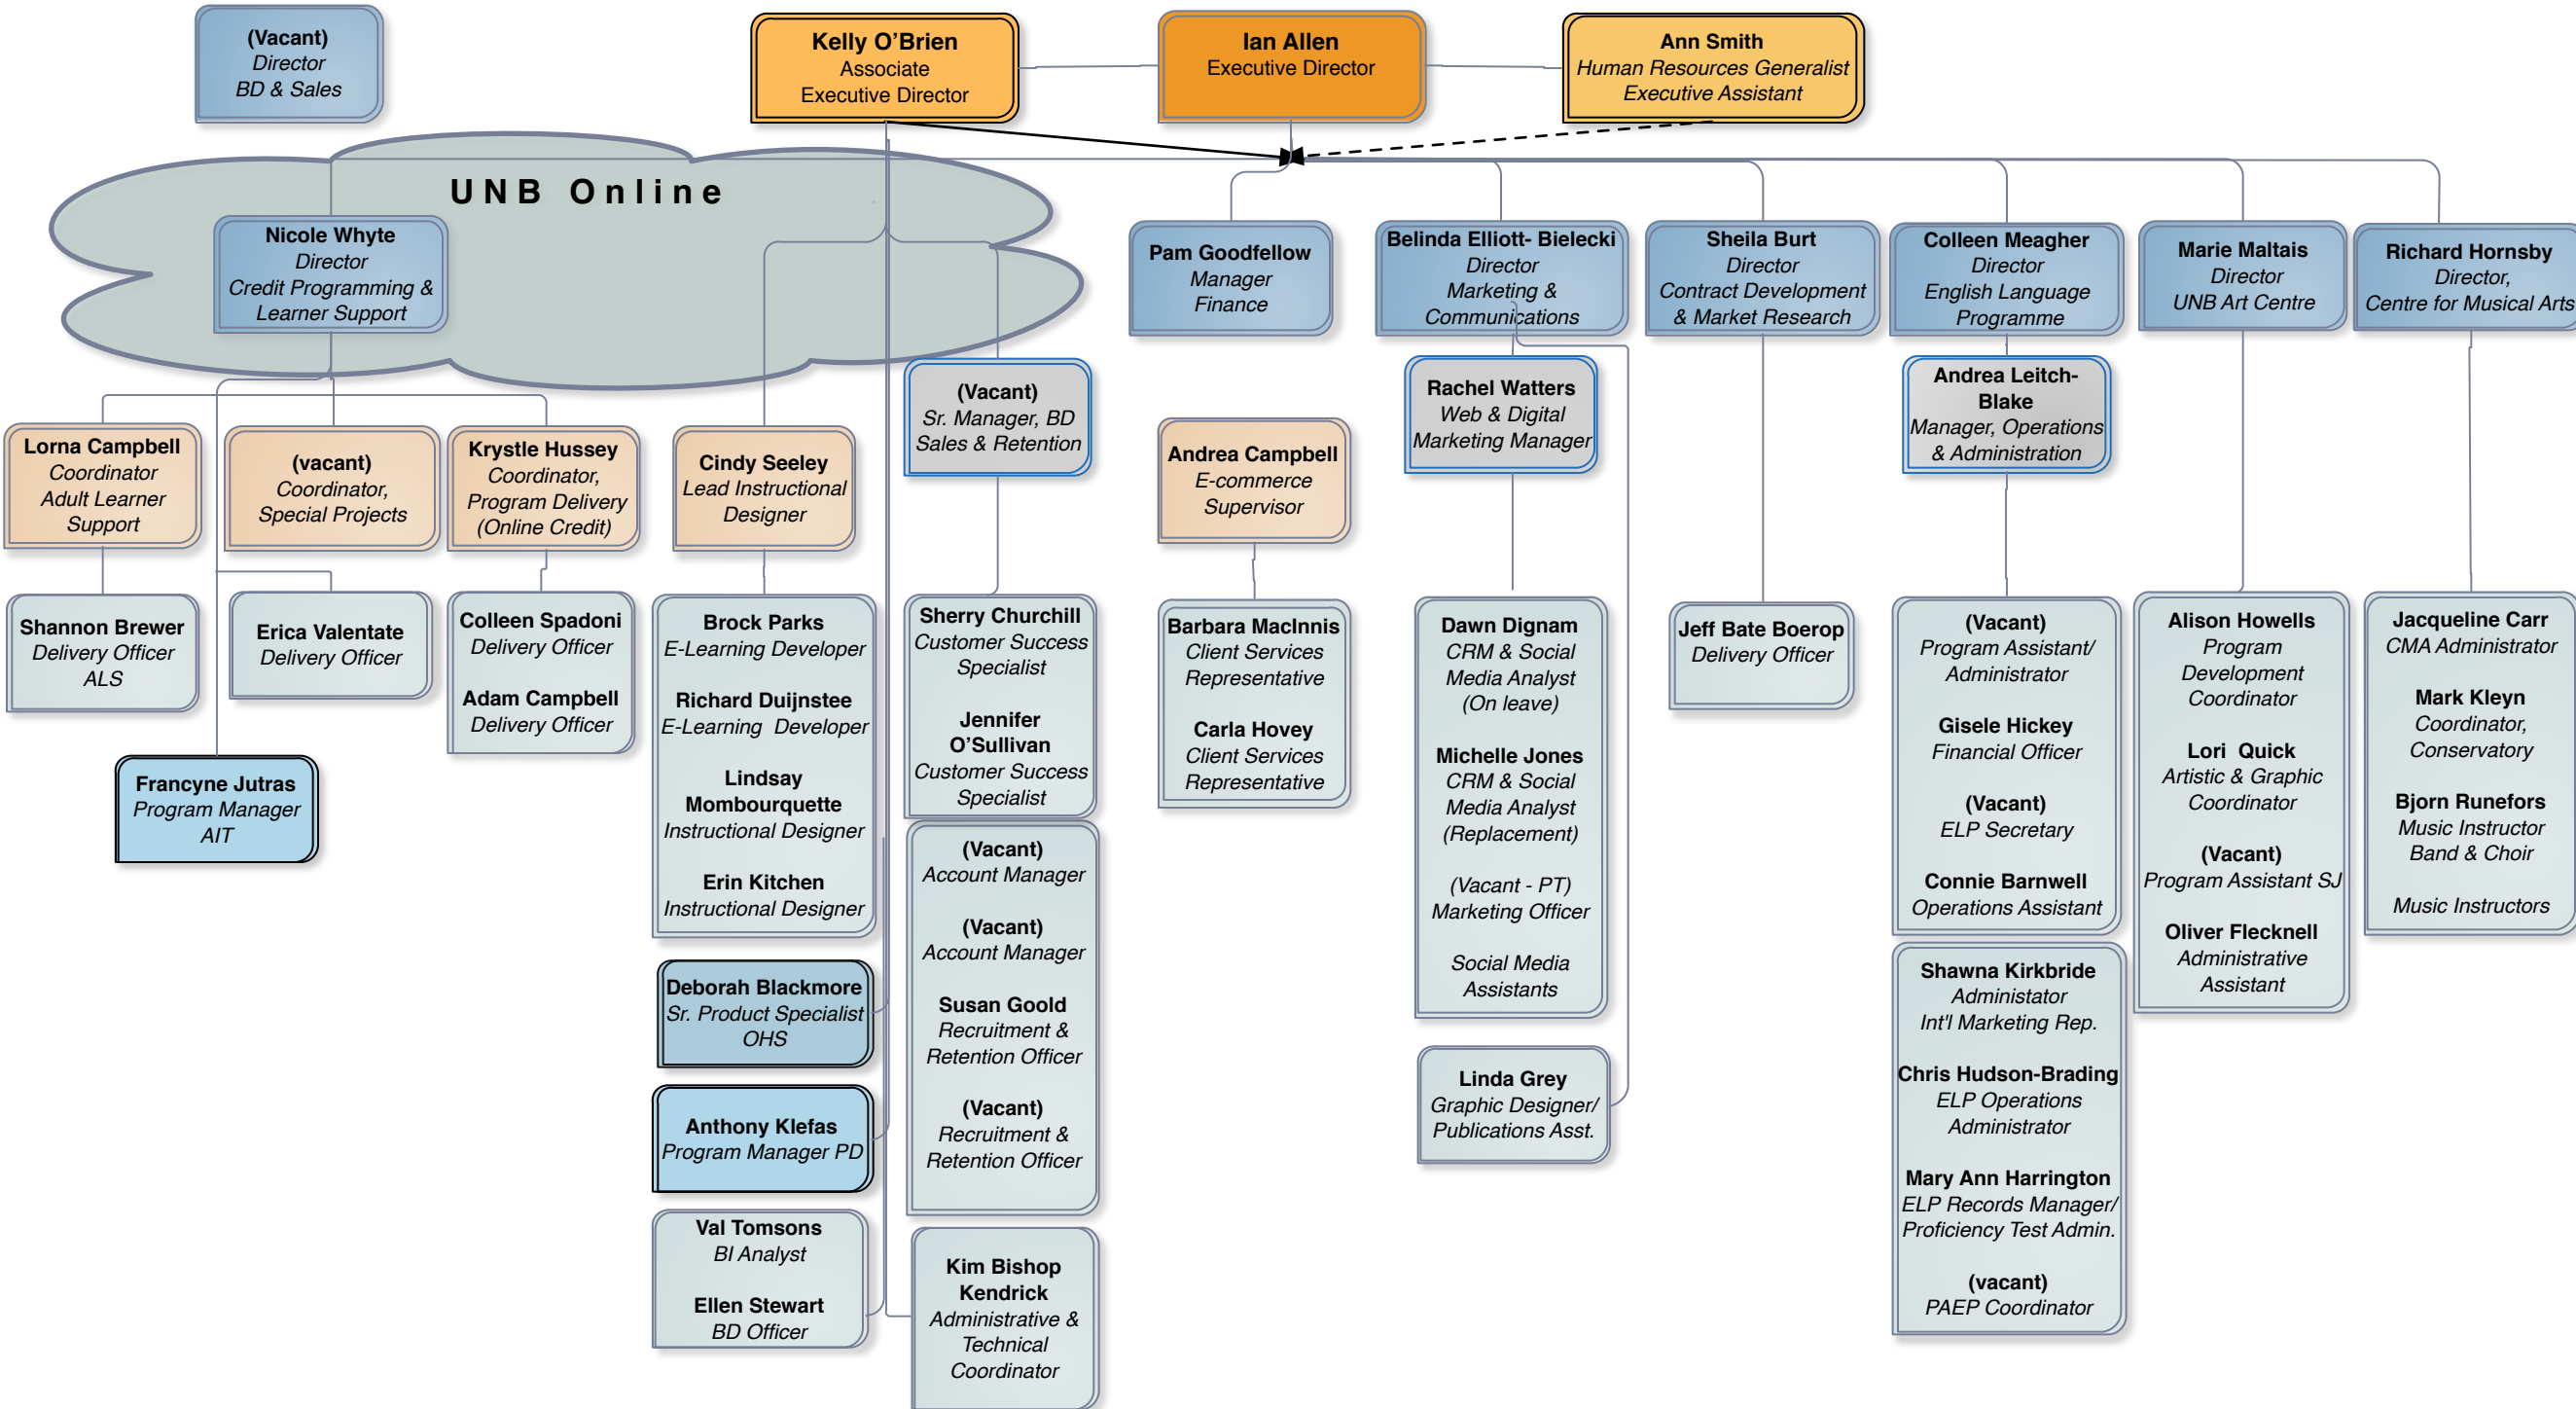 (Vacant)
Director
BD & Sales
Kelly O’Brien
Associate
Executive Director
Ian Allen
Executive Director
Ann Smith
Human Resources Generalist
Executive Assistant
UNB Online
Nicole Whyte
Director
Credit Programming &
Learner Support
Pam Goodfellow
Manager
Finance
Belinda Elliott- Bielecki
Director
Marketing &
Communications
Sheila Burt
Director
Contract Development
& Market Research
Colleen Meagher
Director
English Language
Programme
Marie Maltais
Director
UNB Art Centre
Richard Hornsby
Director,
Centre for Musical Arts
(Vacant)
Sr. Manager, BD
Sales & Retention
Rachel Watters
Web & Digital
Marketing Manager
Andrea Leitch-
Blake
Manager, Operations
& Administration
Lorna Campbell
Coordinator
Adult Learner
Support
(vacant)
Coordinator,
Special Projects
Krystle Hussey
Coordinator,
Program Delivery
(Online Credit)
Cindy Seeley
Lead Instructional
Designer
Andrea Campbell
E-commerce
Supervisor
Shannon Brewer
Delivery Officer
ALS
Erica Valentate
Delivery Officer
Colleen Spadoni
Delivery Officer
Adam Campbell
Delivery Officer
Francyne Jutras
Program Manager
AIT
Brock Parks
E-Learning Developer
Richard Duijnstee
E-Learning Developer
Lindsay
Mombourquette
Instructional Designer
Erin Kitchen
Instructional Designer
Deborah Blackmore
Sr. Product Specialist
OHS
Anthony Klefas
Program Manager PD
Val Tomsons
BI Analyst
Ellen Stewart
BD Officer
Sherry Churchill
Customer Success
Specialist
Jennifer
O’Sullivan
Customer Success
Specialist
(Vacant)
Account Manager
(Vacant)
Account Manager
Susan Goold
Recruitment &
Retention Officer
(Vacant)
Recruitment &
Retention Officer
Kim Bishop
Kendrick
Administrative &
Technical
Coordinator
Barbara MacInnis
Client Services
Representative
Carla Hovey
Client Services
Representative
Dawn Dignam
CRM & Social
Media Analyst
(On leave)
Michelle Jones
CRM & Social
Media Analyst
(Replacement)
(Vacant - PT)
Marketing Officer
Social Media
Assistants
Linda Grey
Graphic Designer/
Publications Asst.
Jeff Bate Boerop
Delivery Officer
(Vacant)
Program Assistant/
Administrator
Gisele Hickey
Financial Officer
(Vacant)
ELP Secretary
Connie Barnwell
Operations Assistant
Shawna Kirkbride
Administator
Int'l Marketing Rep.
Chris Hudson-Brading
ELP Operations
Administrator
Mary Ann Harrington
ELP Records Manager/
Proficiency Test Admin.
(vacant)
PAEP Coordinator
Alison Howells
Program
Development
Coordinator
Lori Quick
Artistic & Graphic
Coordinator
(Vacant)
Program Assistant SJ
Oliver Flecknell
Administrative
Assistant
Jacqueline Carr
CMA Administrator
Mark Kleyn
Coordinator,
Conservatory
Bjorn Runefors
Music Instructor
Band & Choir
Music Instructors